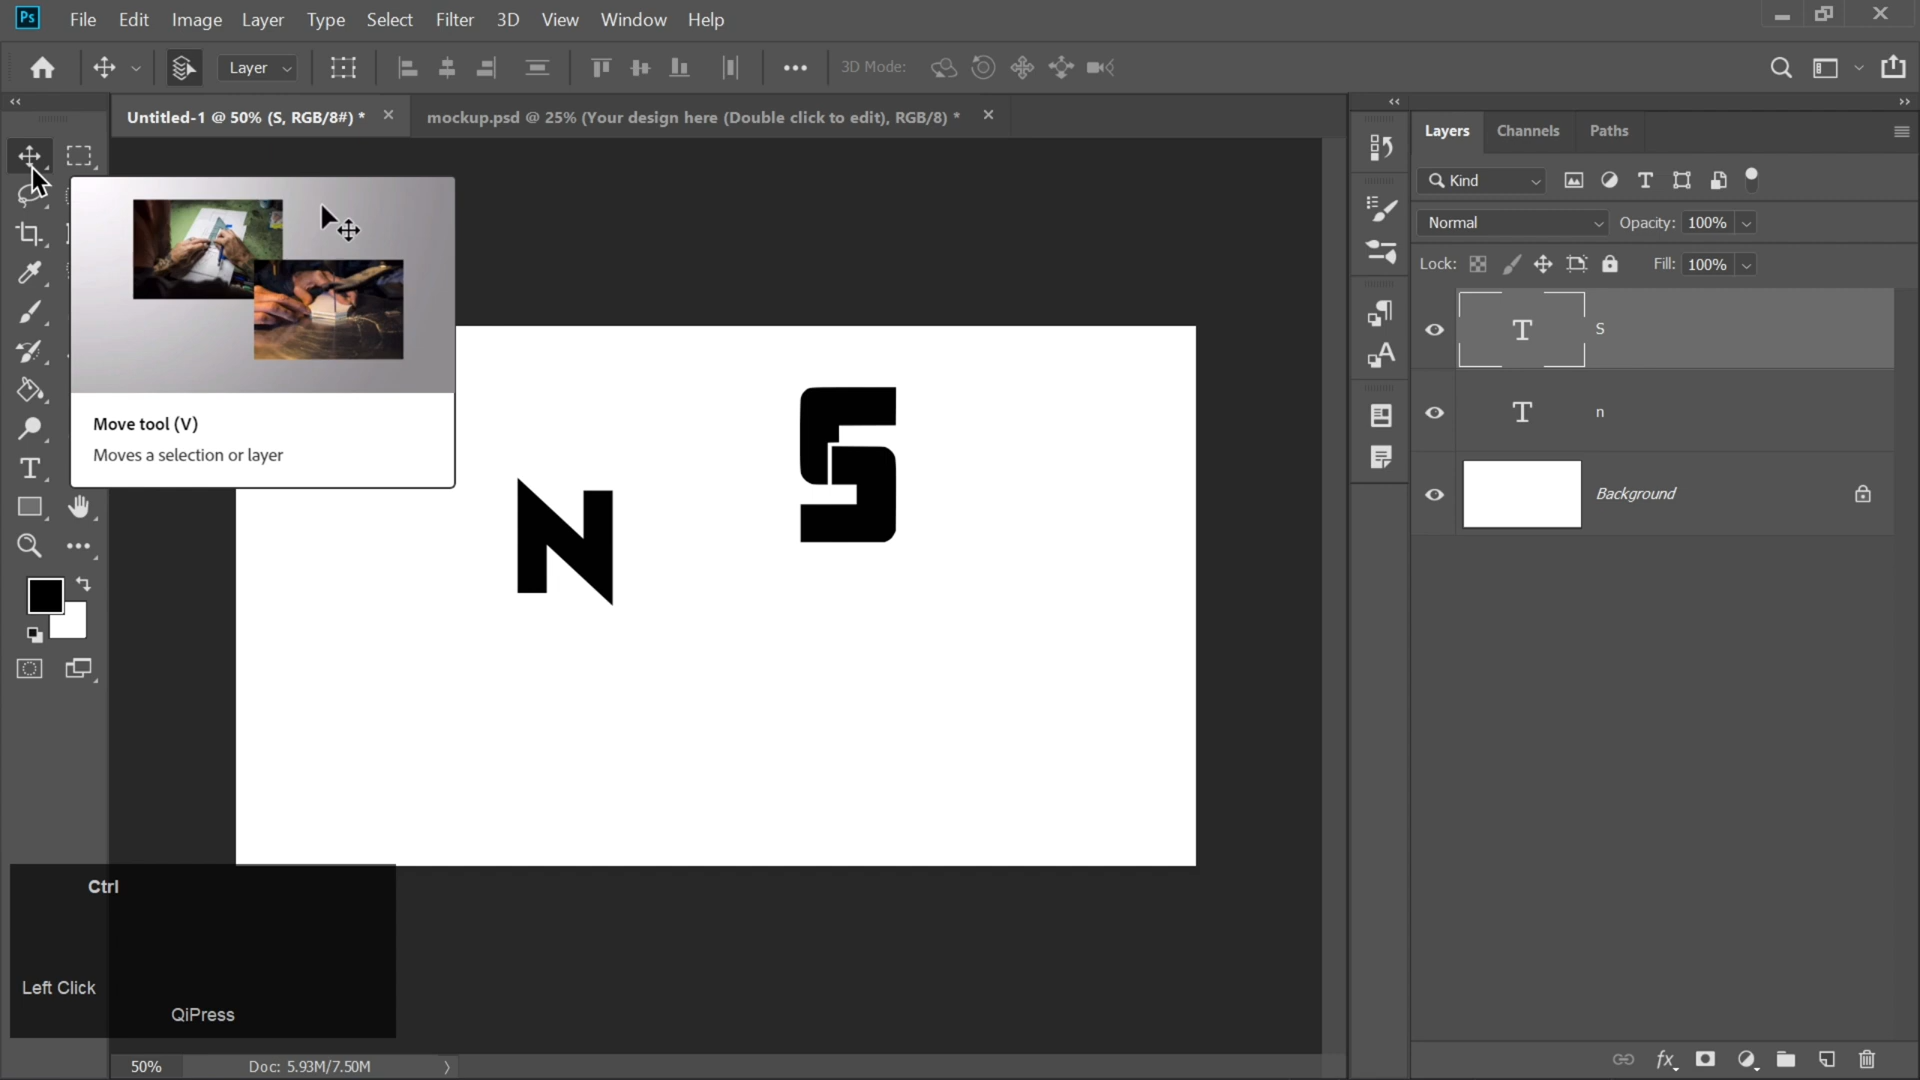 Ps File Edit Image Layer Type Select Filter 3D View Window Help
Layer 3D Mode:
Untitled-1 @ 50% (S, RGB/8#) * mockup.psd @ 25% (Your design here (Double click to edit), RGB/8) *
Layers Channels Paths
Kind
Normal Opacity: 100%
Lock: Fill: 100%
T S
T n
Background
Move tool (V)
Moves a selection or layer
N S
Ctrl
Left Click
QiPress
50% Doc: 5.93M/7.50M
fx